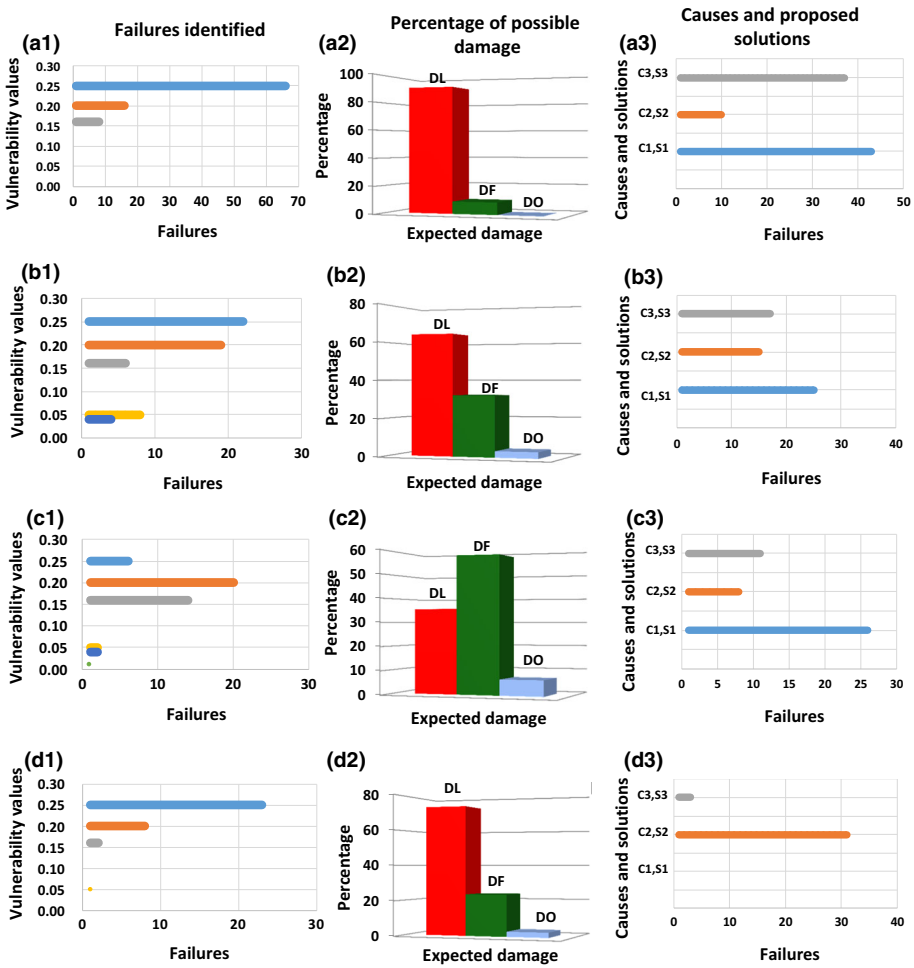 Failures identified
Percentage of possible
damage
Causes and proposed
solutions
(a1)
Vulnerability values
0.30
0.25
0.20
0.15
0.10
0.05
0.00
0 10 20 30 40 50 60 70
Failures
(a2)
Percentage
100
80
60
40
20
0
DL
DF
DO
Expected damage
(a3)
Causes and solutions
C3,S3
C2,S2
C1,S1
0 10 20 30 40 50
Failures
(b1)
Vulnerability values
0.30
0.25
0.20
0.15
0.10
0.05
0.00
0 10 20 30
Failures
(b2)
Percentage
80
60
40
20
0
DL
DF
DO
Expected damage
(b3)
Causes and solutions
C3,S3
C2,S2
C1,S1
0 10 20 30 40
Failures
(c1)
Vulnerability values
0.30
0.25
0.20
0.15
0.10
0.05
0.00
0 10 20 30
Failures
(c2)
Percentage
60
50
40
30
20
10
0
DL
DF
DO
Expected damage
(c3)
Causes and solutions
C3,S3
C2,S2
C1,S1
0 5 10 15 20 25 30
Failures
(d1)
Vulnerability values
0.30
0.25
0.20
0.15
0.10
0.05
0.00
0 10 20 30
Failures
(d2)
Percentage
80
60
40
20
0
DL
DF
DO
Expected damage
(d3)
Causes and solutions
C3,S3
C2,S2
C1,S1
0 10 20 30 40
Failures